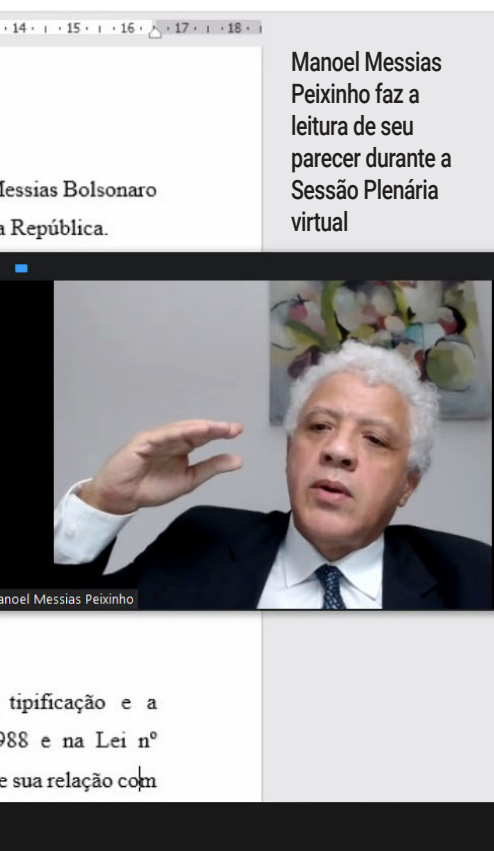 14 15 16 17 18
Manoel Messias
Peixinho faz a
leitura de seu
parecer durante a
Sessão Plenária
virtual
essias Bolsonaro
a República.
anoel Messias Peixinho
tipificação e a
988 e na Lei nº
e sua relação com